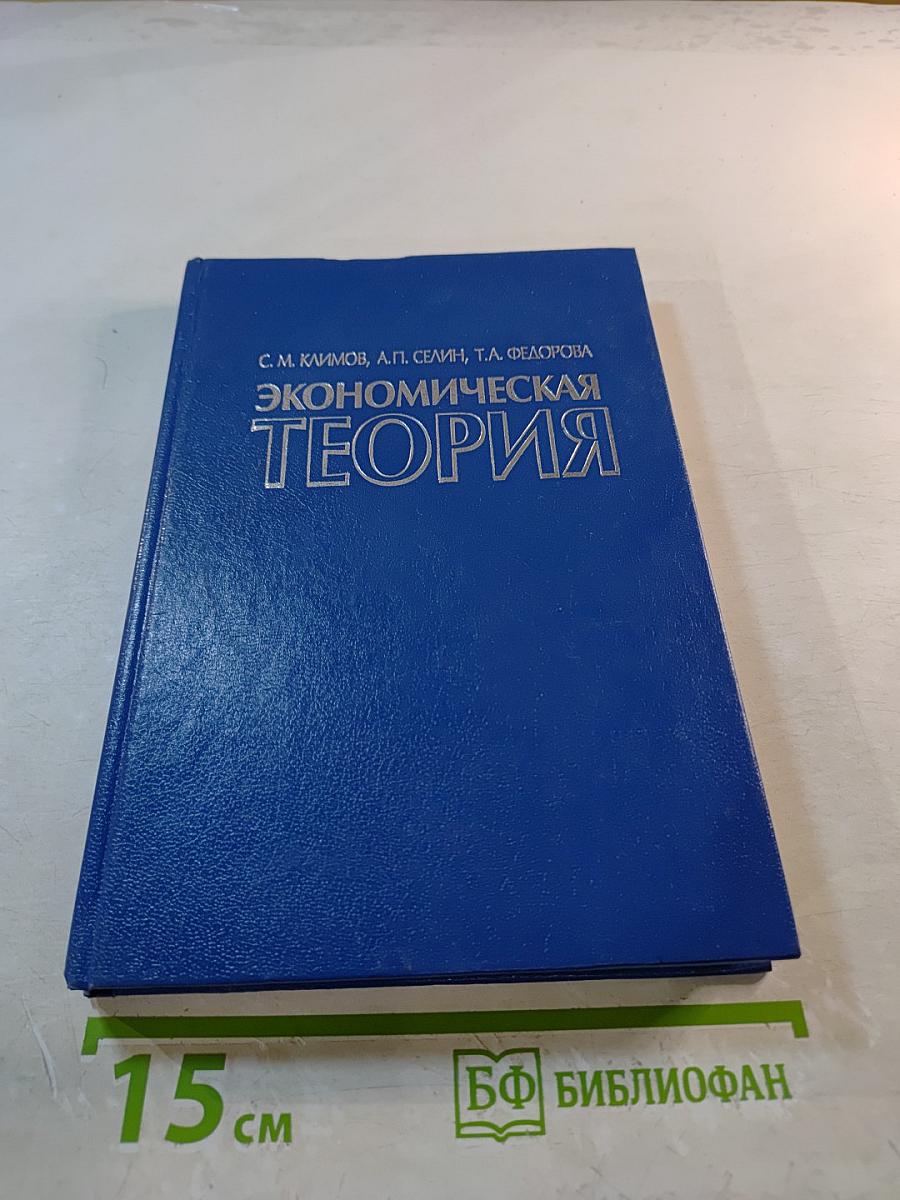 С. М. КЛИМОВ, А.П. СЕЛИН, Т.А. ФЕДОРОВА
ЭКОНОМИЧЕСКАЯ
ТЕОРИЯ
15 см
БФ БИБЛИОФАН